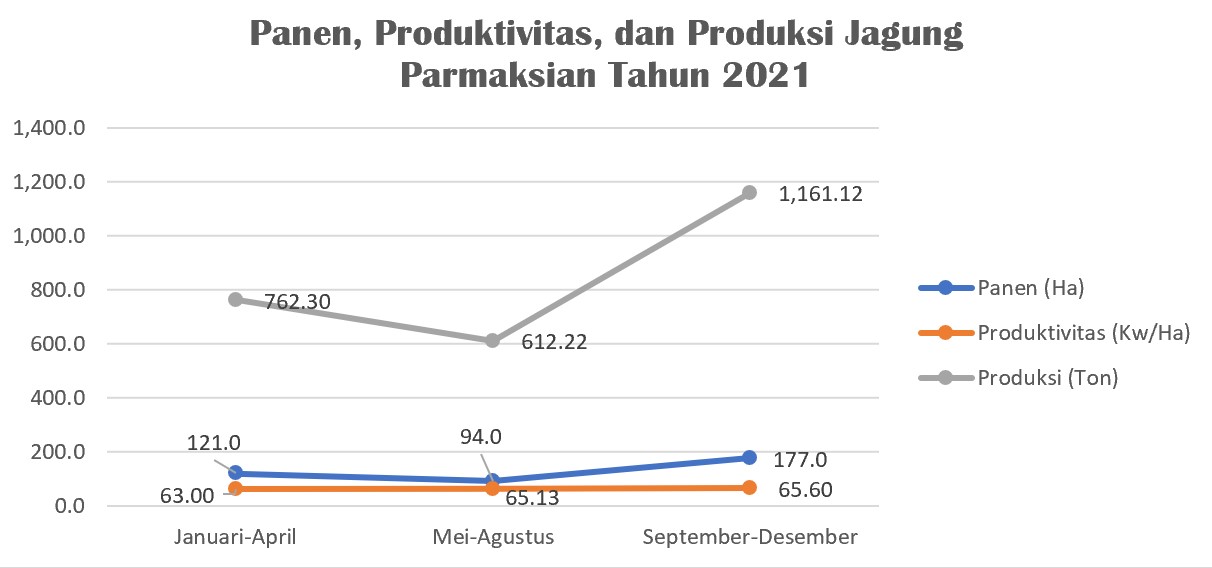 Panen, Produktivitas, dan Produksi Jagung
Parmaksian Tahun 2021
1,400.0
1,200.0
1,000.0
800.0
600.0
400.0
200.0
0.0
762.30
612.22
1,161.12
121.0
94.0
177.0
63.00
65.13
65.60
Januari-April
Mei-Agustus
September-Desember
Panen (Ha)
Produktivitas (Kw/Ha)
Produksi (Ton)